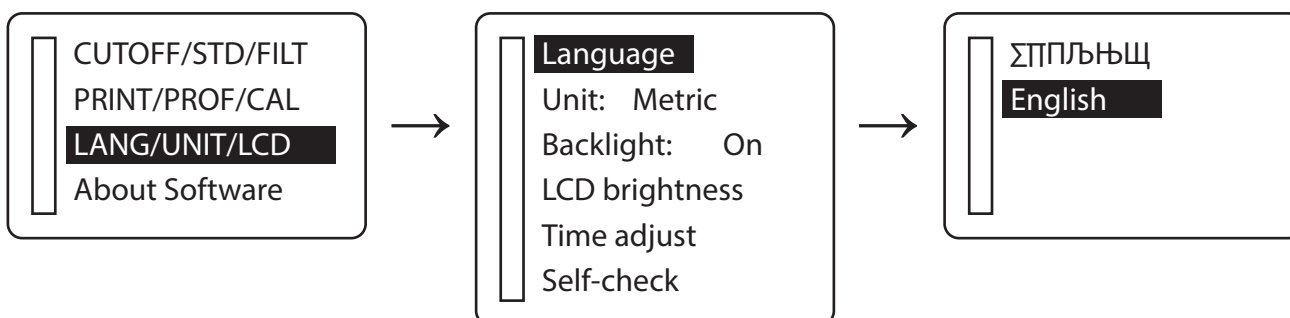 CUTOFF/STD/FILT
PRINT/PROF/CAL
LANG/UNIT/LCD
About Software
Language
Unit: Metric
Backlight: On
LCD brightness
Time adjust
Self-check
∑∏ПЉЊЩ
English